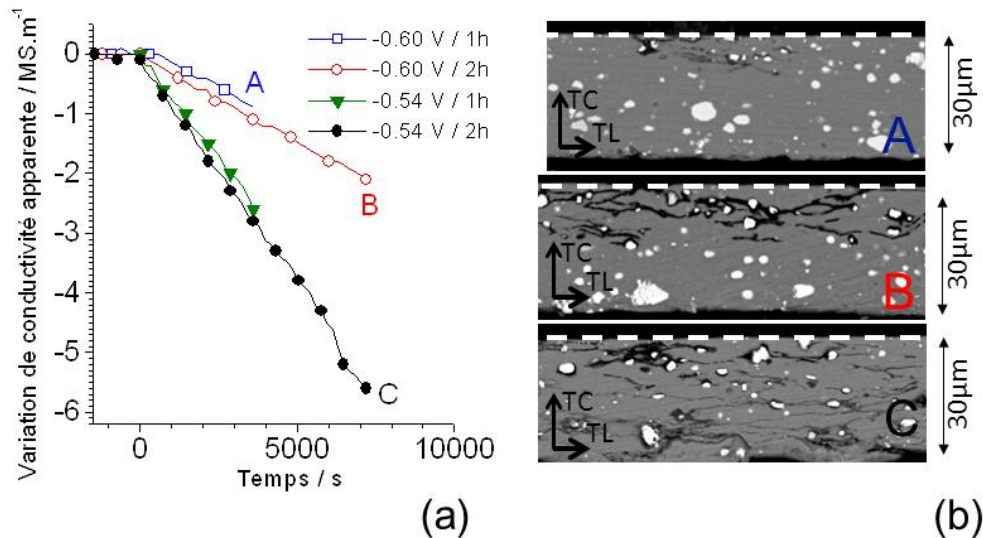 Variation de conductivité apparente / MS.m-1
0
-1
-2
-3
-4
-5
-6
-0.60 V / 1h
-0.60 V / 2h
-0.54 V / 1h
-0.54 V / 2h
A
B
C
0 5000 10000
Temps / s
(a)
TC
TL
A
30µm
TC
TL
B
30µm
TC
TL
C
30µm
(b)